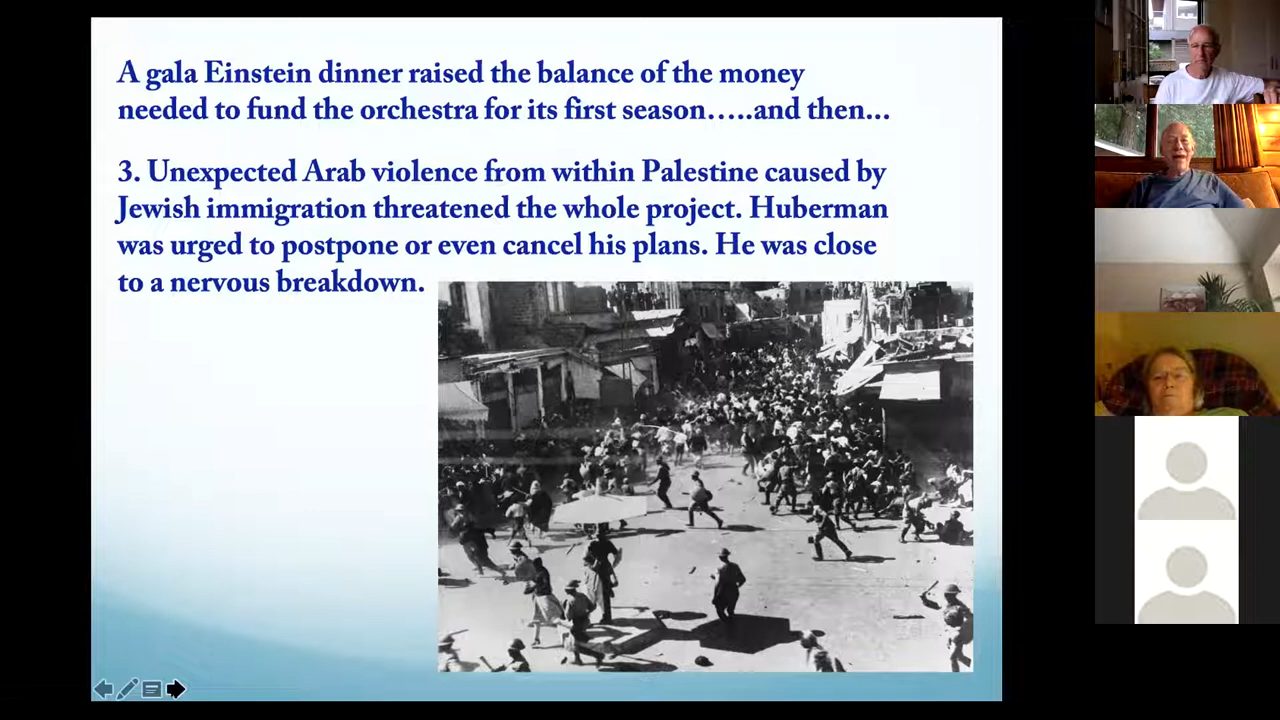 A gala Einstein dinner raised the balance of the money
needed to fund the orchestra for its first season…..and then...
3. Unexpected Arab violence from within Palestine caused by
Jewish immigration threatened the whole project. Huberman
was urged to postpone or even cancel his plans. He was close
to a nervous breakdown.